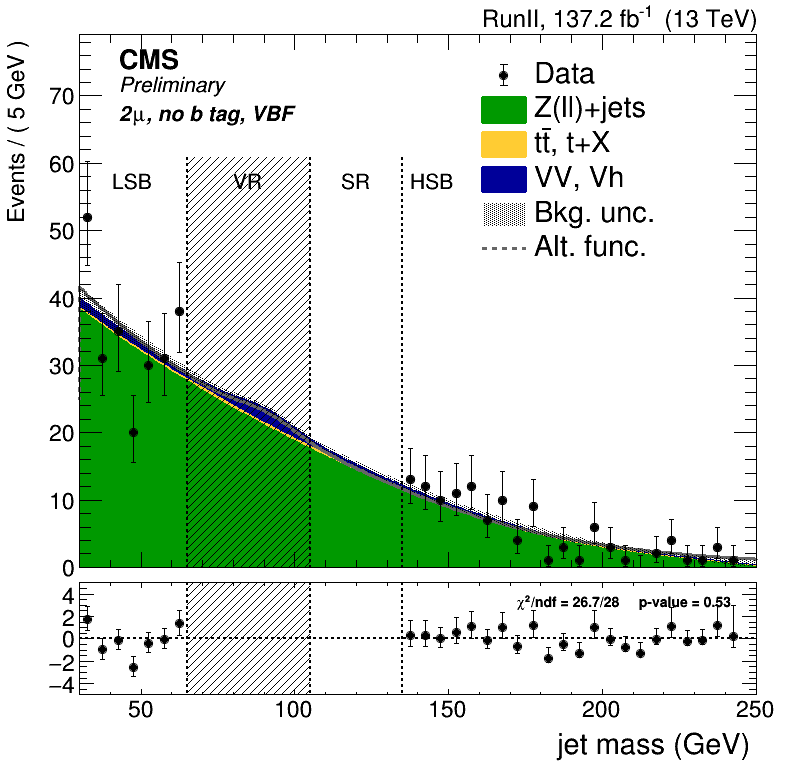 RunII, 137.2 fb⁻¹ (13 TeV)
CMS
Preliminary
2μ, no b tag, VBF
Data
Z(ll)+jets
tt̄, t+X
VV, Vh
Bkg. unc.
Alt. func.
LSB
VR
SR
HSB
Events / ( 5 GeV )
70
60
50
40
30
20
10
0
χ²/ndf = 26.7/28 p-value = 0.53
4
2
0
−2
−4
50 100 150 200 250
jet mass (GeV)